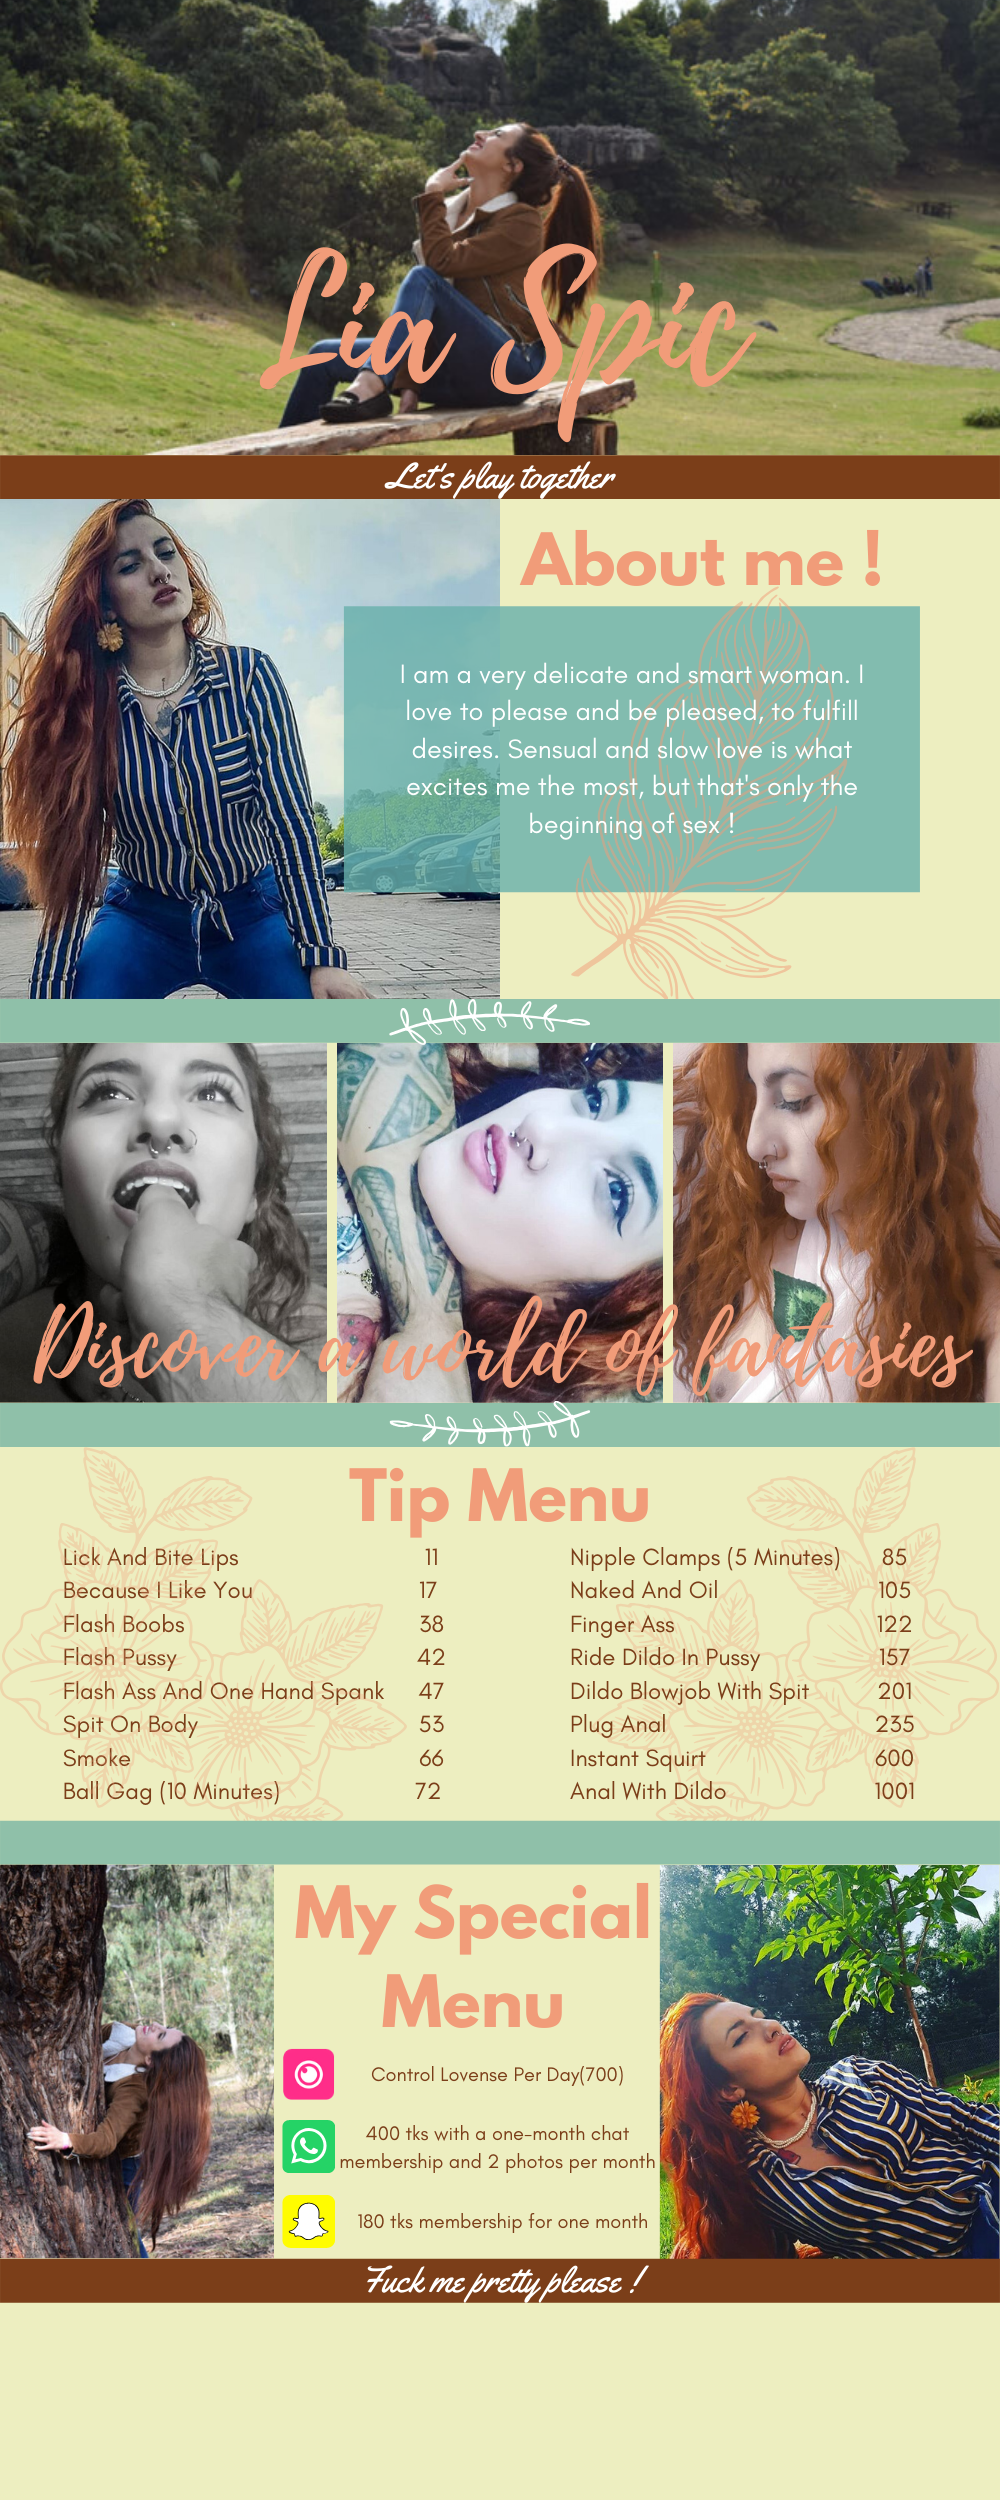 Lia Spic
Let's play together
About me !
I am a very delicate and smart woman. I
love to please and be pleased, to fulfill
desires. Sensual and slow love is what
excites me the most, but that's only the
beginning of sex !
Discover a world of fantasies
Tip Menu
Lick And Bite Lips 11
Because I Like You 17
Flash Boobs 38
Flash Pussy 42
Flash Ass And One Hand Spank 47
Spit On Body 53
Smoke 66
Ball Gag (10 Minutes) 72
Nipple Clamps (5 Minutes) 85
Naked And Oil 105
Finger Ass 122
Ride Dildo In Pussy 157
Dildo Blowjob With Spit 201
Plug Anal 235
Instant Squirt 600
Anal With Dildo 1001
My Special
Menu
Control Lovense Per Day(700)
400 tks with a one-month chat
membership and 2 photos per month
180 tks membership for one month
Fuck me pretty please !